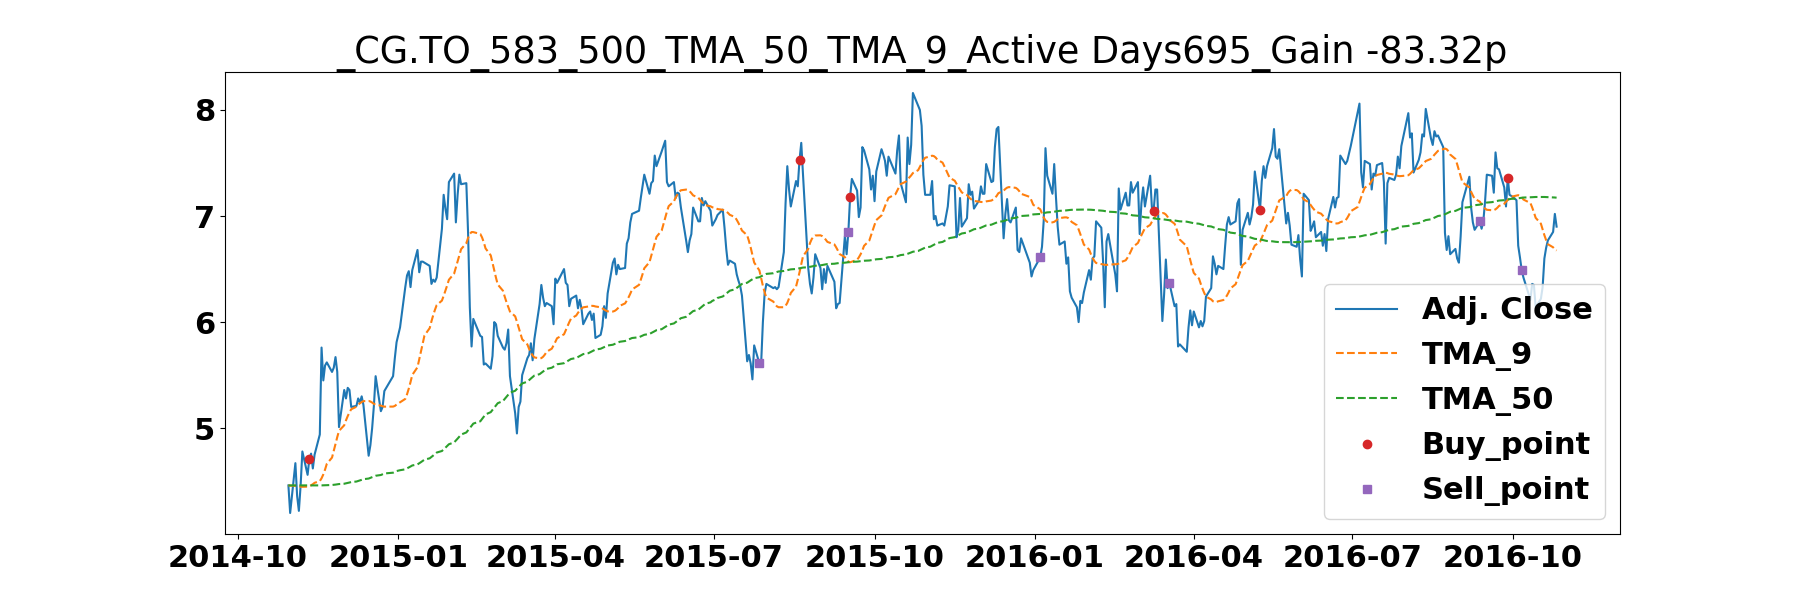 _CG.TO_583_500_TMA_50_TMA_9_Active Days695_Gain -83.32p
8
7
6
5
Adj. Close
TMA_9
TMA_50
Buy_point
Sell_point
2014-10 2015-01 2015-04 2015-07 2015-10 2016-01 2016-04 2016-07 2016-10